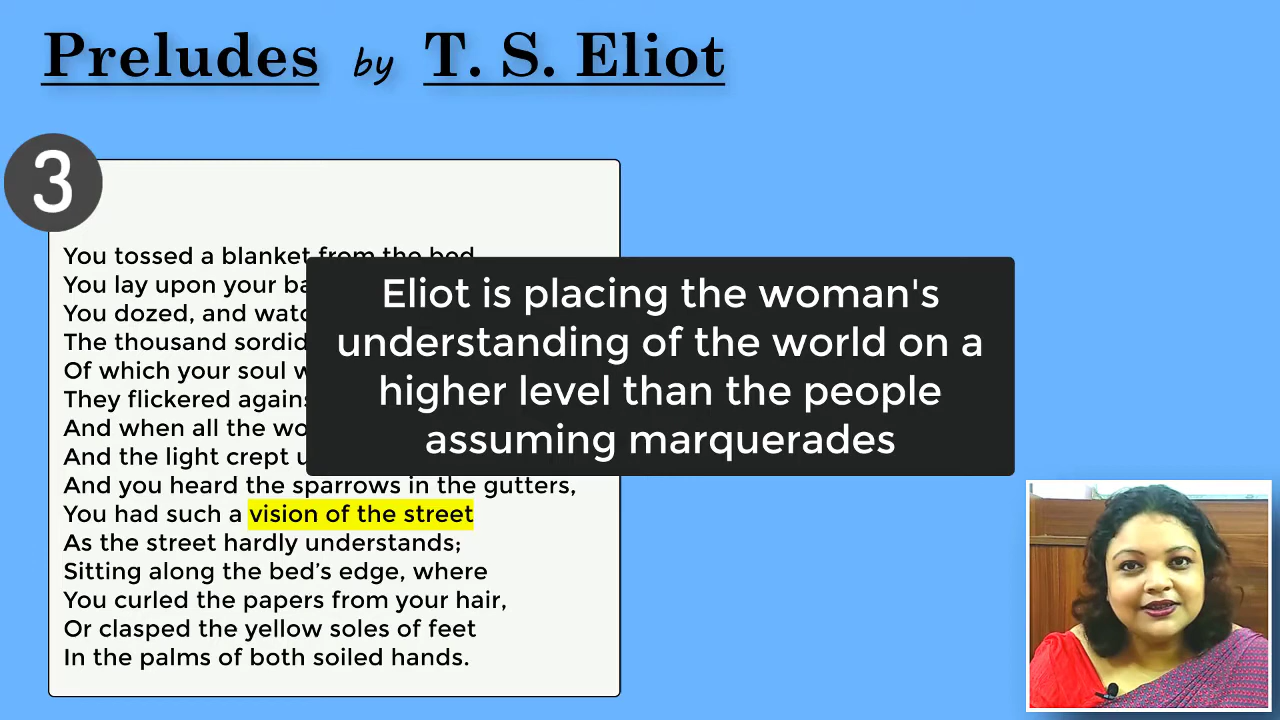 Preludes by T. S. Eliot
3
You tossed a blanket from the bed
You lay upon your
You dozed, and
The thousand sordid
Of which your soul
They flickered
And when all the
And the light crept
And you heard the sparrows in the gutters,
You had such a vision of the street
As the street hardly understands;
Sitting along the bed's edge, where
You curled the papers from your hair,
Or clasped the yellow soles of feet
In the palms of both soiled hands.
Eliot is placing the woman's
understanding of the world on a
higher level than the people
assuming marquerades